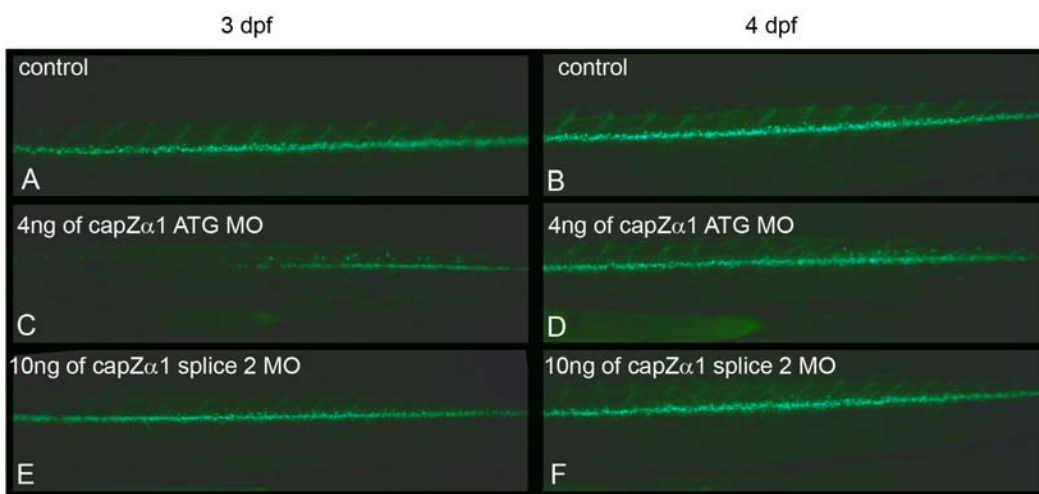 3 dpf
4 dpf
control
control
A
B
4ng of capZα1 ATG MO
4ng of capZα1 ATG MO
C
D
10ng of capZα1 splice 2 MO
10ng of capZα1 splice 2 MO
E
F